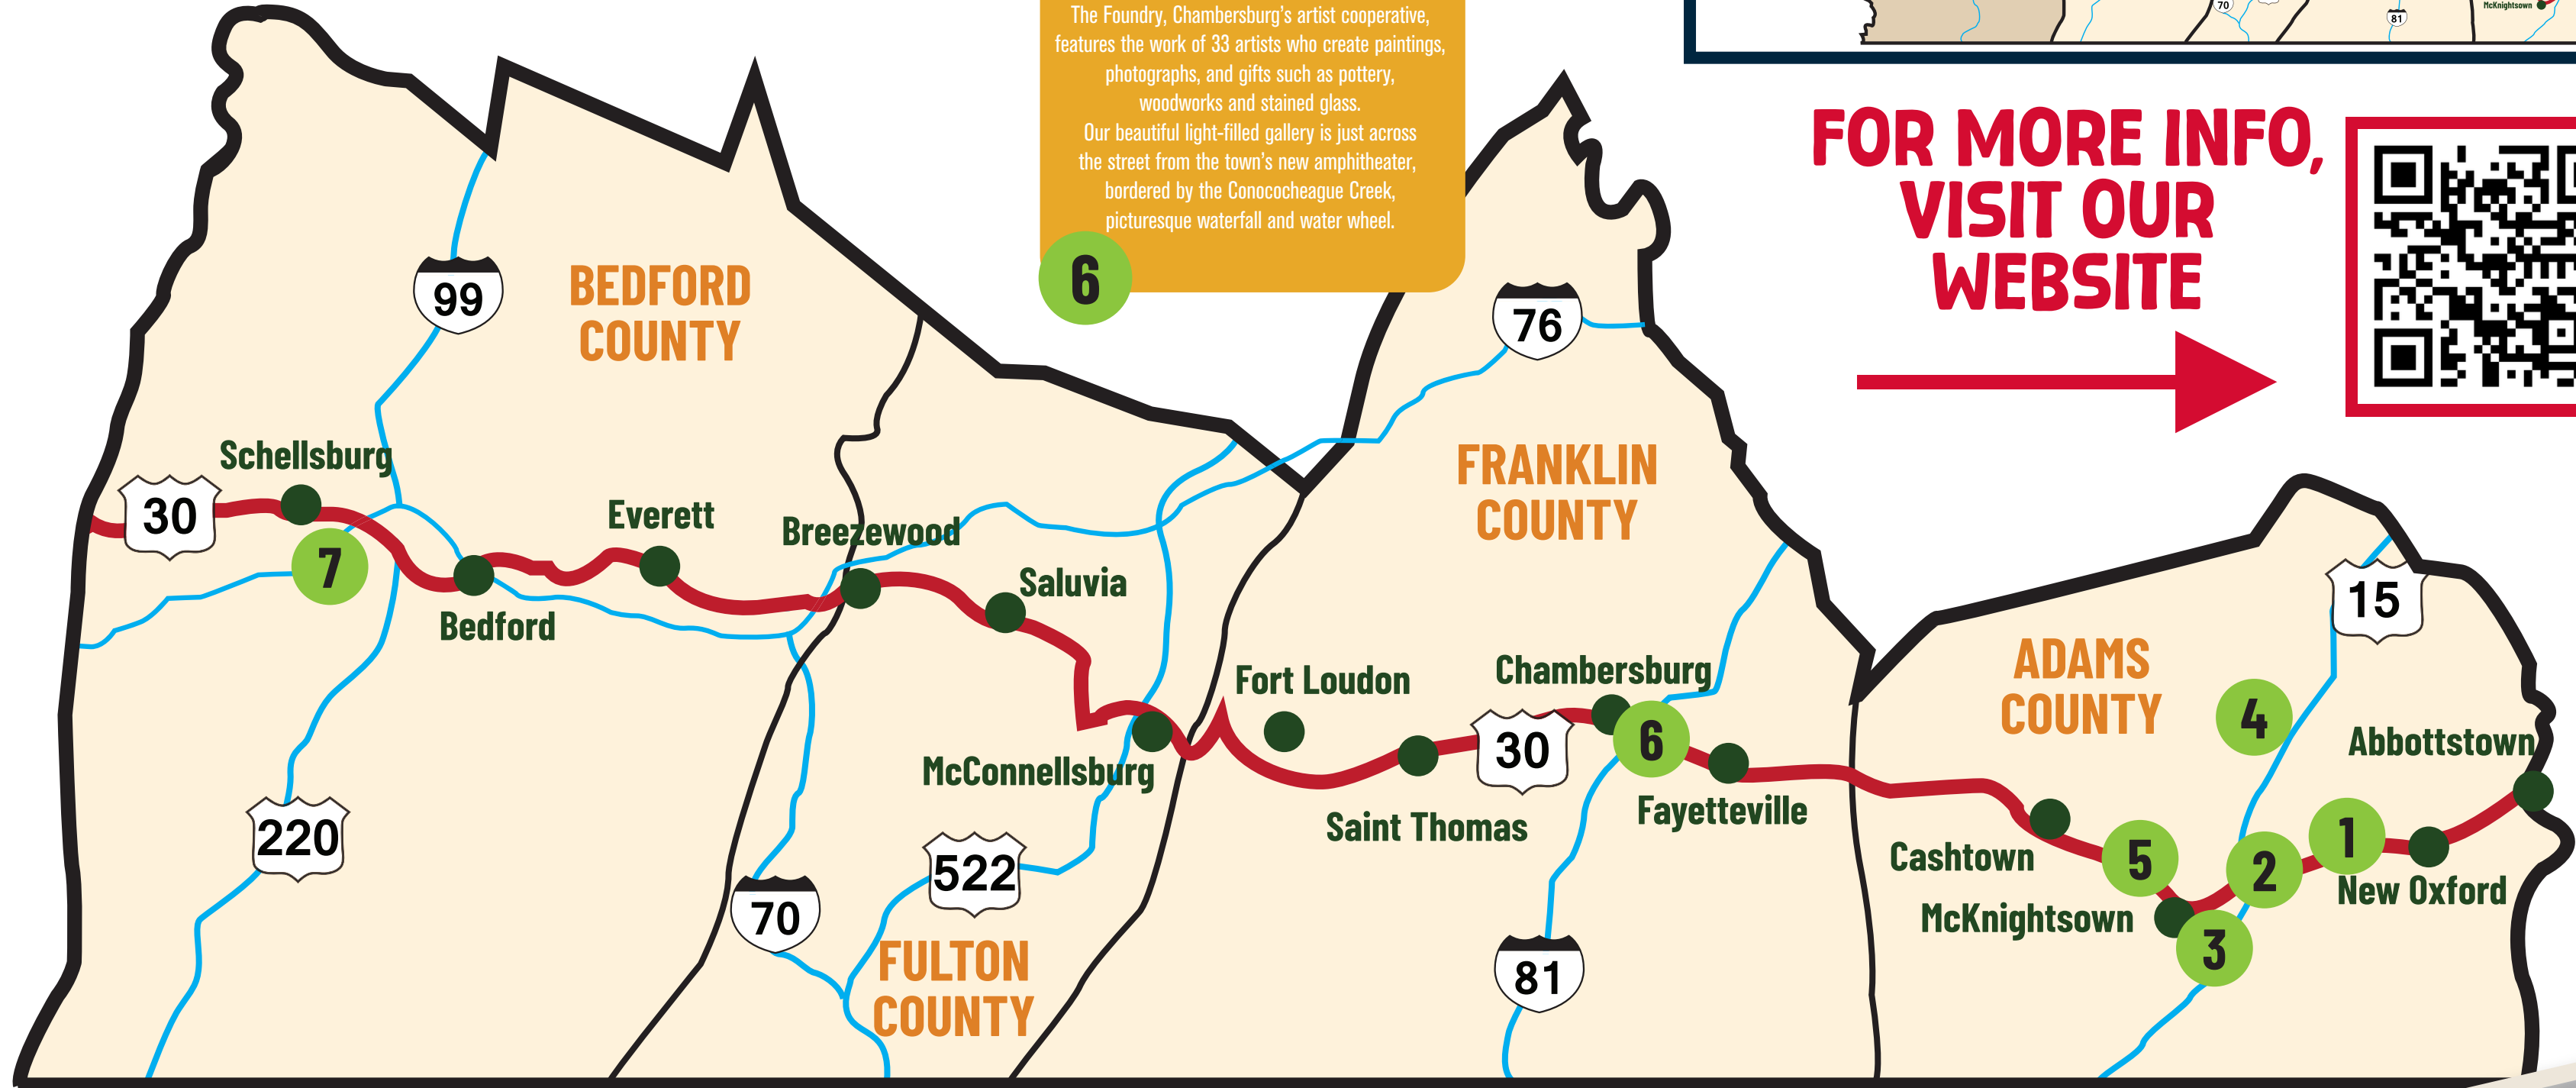 The Foundry, Chambersburg's artist cooperative,
features the work of 33 artists who create paintings,
photographs, and gifts such as pottery,
woodworks and stained glass.
Our beautiful light-filled gallery is just across
the street from the town's new amphitheater,
bordered by the Conococheague Creek,
picturesque waterfall and water wheel.
6
70
81
McKnightstown
FOR MORE INFO,
VISIT OUR
WEBSITE
99
BEDFORD
COUNTY
76
Schellsburg
30
7
Everett
Breezewood
Bedford
Saluvia
FRANKLIN
COUNTY
15
ADAMS
COUNTY
Fort Loudon
Chambersburg
4
Abbottstown
McConnellsburg
30
6
Saint Thomas
Fayetteville
220
522
70
FULTON
COUNTY
81
Cashtown
5
2
1
New Oxford
McKnightsown
3